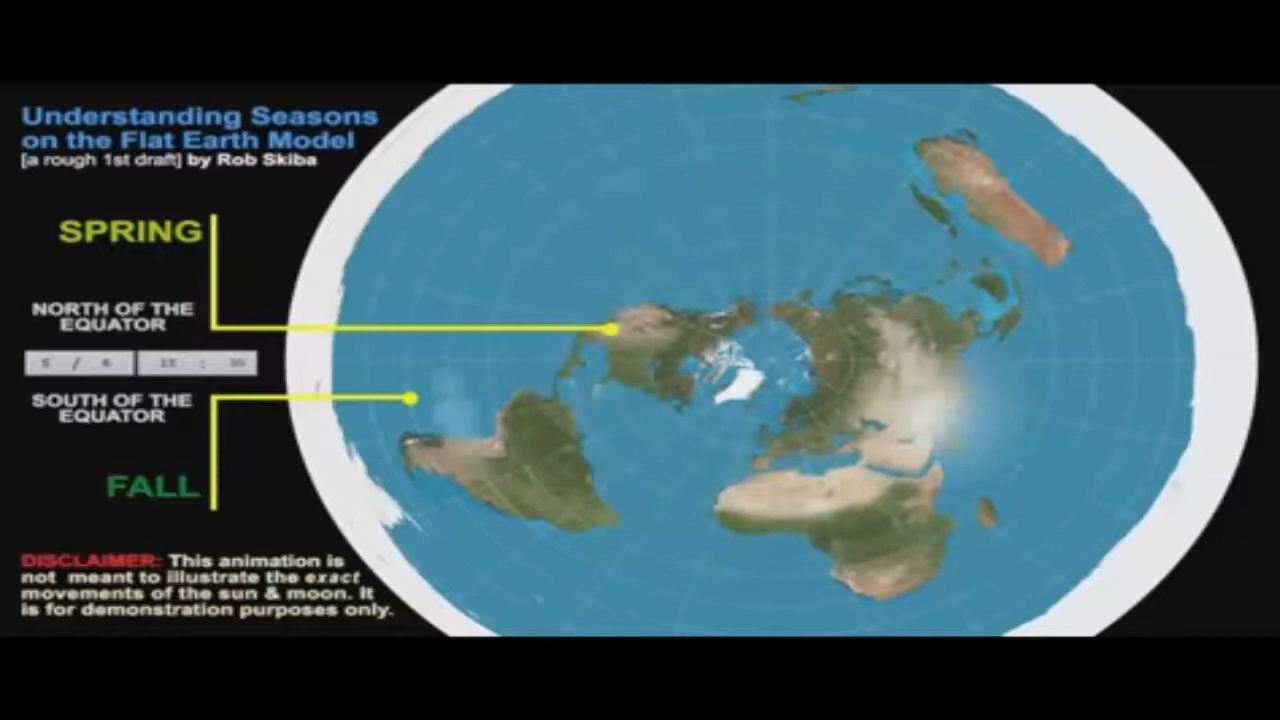 Understanding Seasons
on the Flat Earth Model
[a rough 1st draft] by Rob Skiba
SPRING
NORTH OF THE
EQUATOR
SOUTH OF THE
EQUATOR
FALL
DISCLAIMER: This animation is
not meant to illustrate the exact
movements of the sun & moon. It
is for demonstration purposes only.